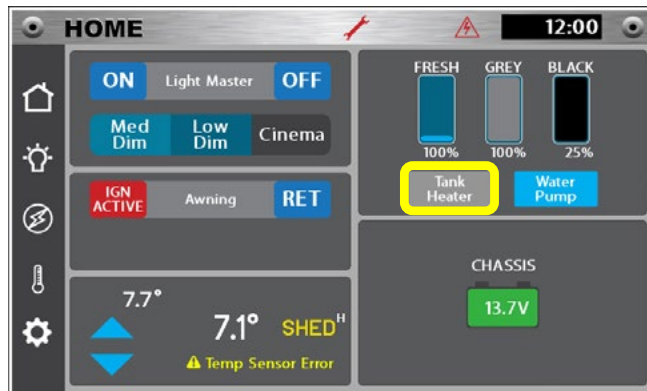 HOME
12:00
ON Light Master OFF
Med Dim
Low Dim
Cinema
IGN ACTIVE
Awning
RET
7.7°
7.1° SHED H
Temp Sensor Error
FRESH GREY BLACK
100% 100% 25%
Tank Heater
Water Pump
CHASSIS
13.7V